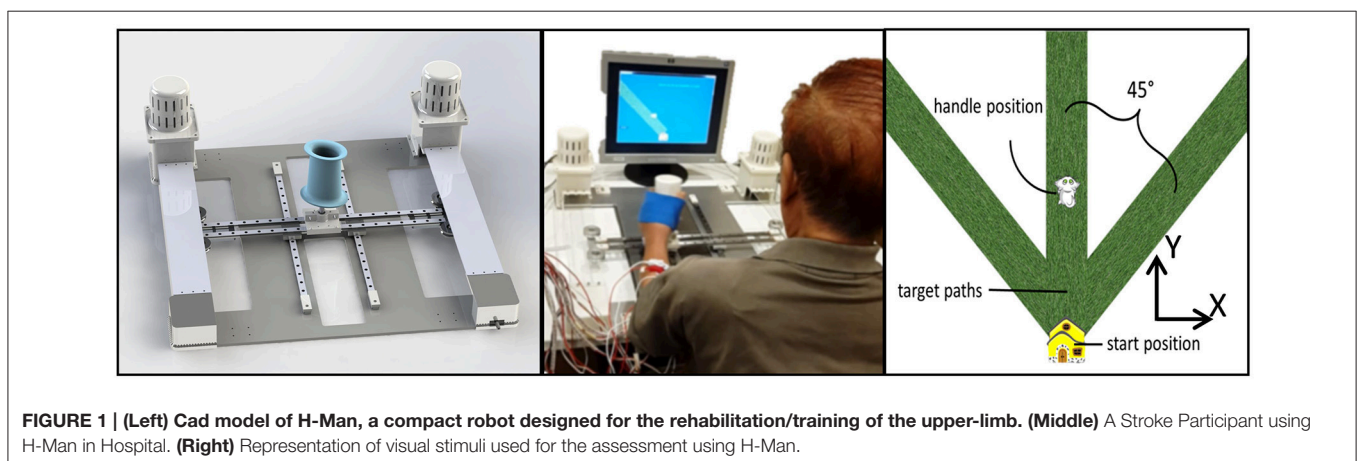 handle position
45°
target paths
Y
X
start position
FIGURE 1 | (Left) Cad model of H-Man, a compact robot designed for the rehabilitation/training of the upper-limb. (Middle) A Stroke Participant using
H-Man in Hospital. (Right) Representation of visual stimuli used for the assessment using H-Man.